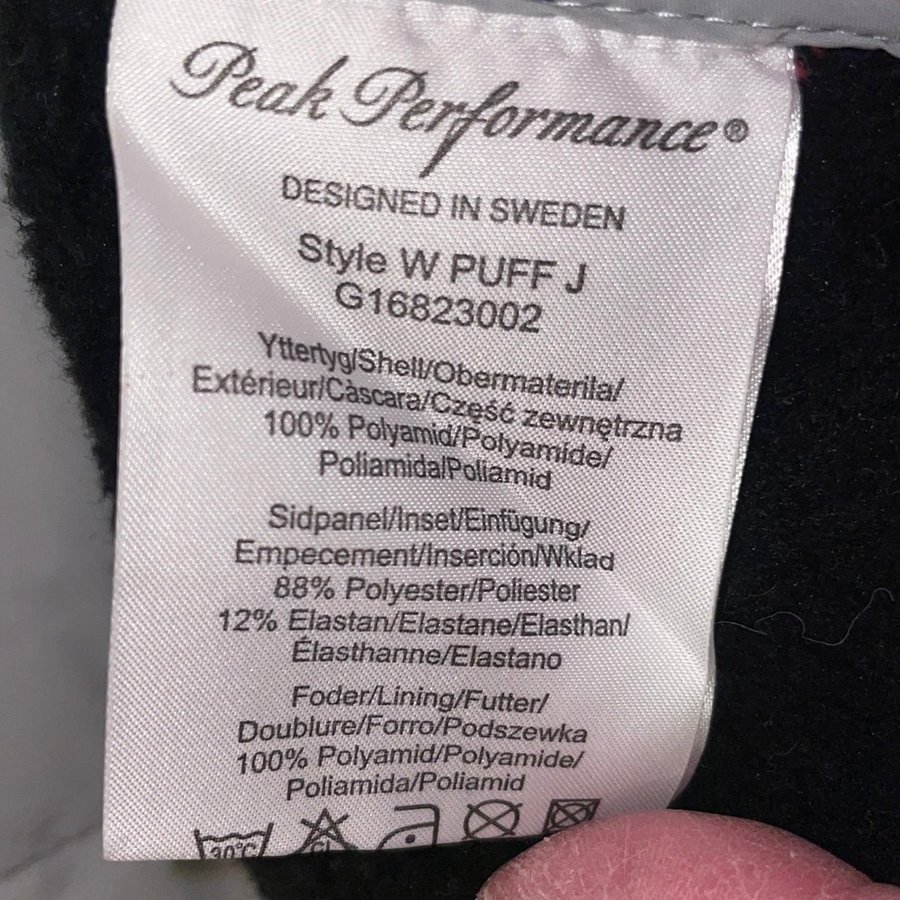 Peak Performance®
DESIGNED IN SWEDEN
Style W PUFF J
G16823002
Yttertyg/Shell/Obermaterila/
Extérieur/Càscara/Część zewnętrzna
100% Polyamid/Polyamide/
Poliamida/Poliamid
Sidpanel/Inset/Einfügung/
Empecement/Inserción/Wklad
88% Polyester/Poliester
12% Elastan/Elastane/Elasthan/
Élasthanne/Elastano
Foder/Lining/Futter/
Doublure/Forro/Podszewka
100% Polyamid/Polyamide/
Poliamida/Poliamid
30°C CL